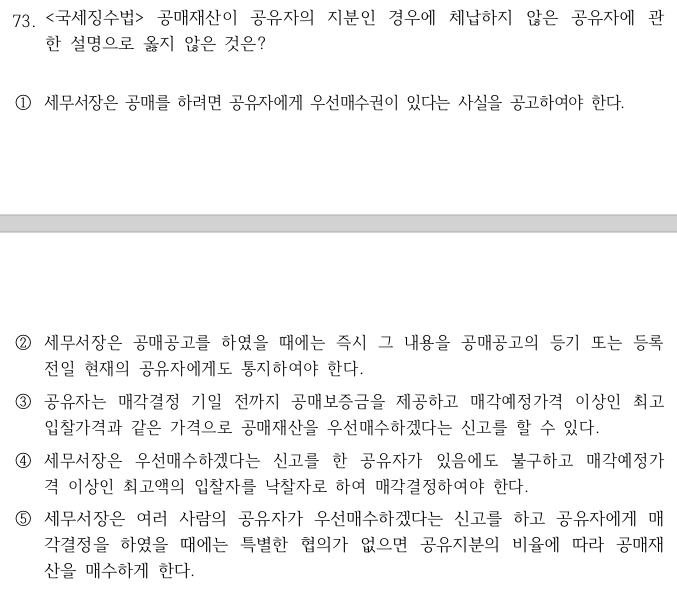 73. <국세징수법> 공매재산이 공유자의 지분인 경우에 체납하지 않은 공유자에 관
한 설명으로 옳지 않은 것은?
① 세무서장은 공매를 하려면 공유자에게 우선매수권이 있다는 사실을 공고하여야 한다.
② 세무서장은 공매공고를 하였을 때에는 즉시 그 내용을 공매공고의 등기 또는 등록
전일 현재의 공유자에게도 통지하여야 한다.
③ 공유자는 매각결정 기일 전까지 공매보증금을 제공하고 매각예정가격 이상인 최고
입찰가격과 같은 가격으로 공매재산을 우선매수하겠다는 신고를 할 수 있다.
④ 세무서장은 우선매수하겠다는 신고를 한 공유자가 있음에도 불구하고 매각예정가
격 이상인 최고액의 입찰자를 낙찰자로 하여 매각결정하여야 한다.
⑤ 세무서장은 여러 사람의 공유자가 우선매수하겠다는 신고를 하고 공유자에게 매
각결정을 하였을 때에는 특별한 협의가 없으면 공유지분의 비율에 따라 공매재
산을 매수하게 한다.